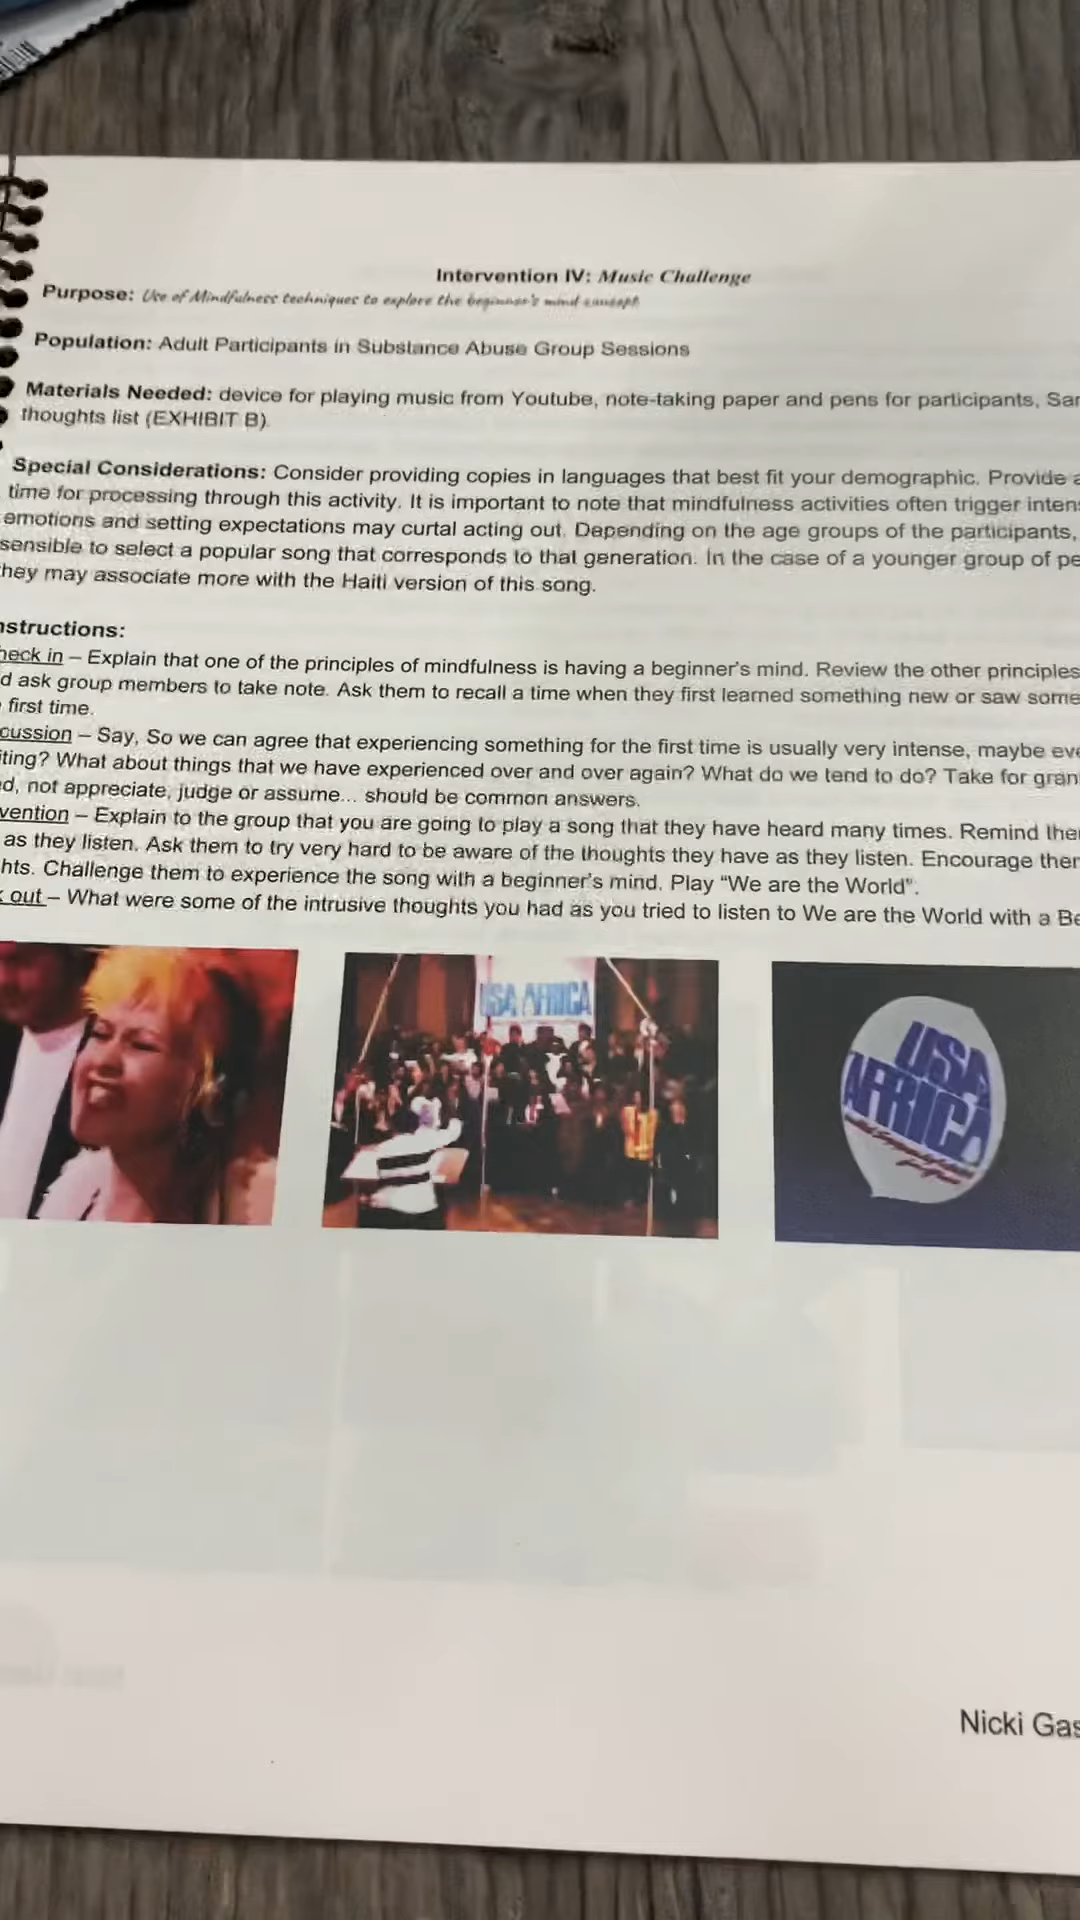 Intervention IV: Music Challenge
Purpose: Use of Mindfulness techniques to explore the beginner's mind concept
Population: Adult Participants in Substance Abuse Group Sessions
Materials Needed: device for playing music from Youtube, note-taking paper and pens for participants, Sar
thoughts list (EXHIBIT B).
Special Considerations: Consider providing copies in languages that best fit your demographic. Provide a
time for processing through this activity. It is important to note that mindfulness activities often trigger intens
emotions and setting expectations may curtal acting out. Depending on the age groups of the participants,
sensible to select a popular song that corresponds to that generation. In the case of a younger group of pe
hey may associate more with the Haiti version of this song.
nstructions:
heck in – Explain that one of the principles of mindfulness is having a beginner's mind. Review the other principles
d ask group members to take note. Ask them to recall a time when they first learned something new or saw some
first time.
cussion – Say, So we can agree that experiencing something for the first time is usually very intense, maybe eve
iting? What about things that we have experienced over and over again? What do we tend to do? Take for gran
d, not appreciate, judge or assume... should be common answers.
vention – Explain to the group that you are going to play a song that they have heard many times. Remind the
as they listen. Ask them to try very hard to be aware of the thoughts they have as they listen. Encourage ther
hts. Challenge them to experience the song with a beginner's mind. Play “We are the World”.
k out – What were some of the intrusive thoughts you had as you tried to listen to We are the World with a Be
USA AFRICA
USA
AFRICA
Nicki Gas